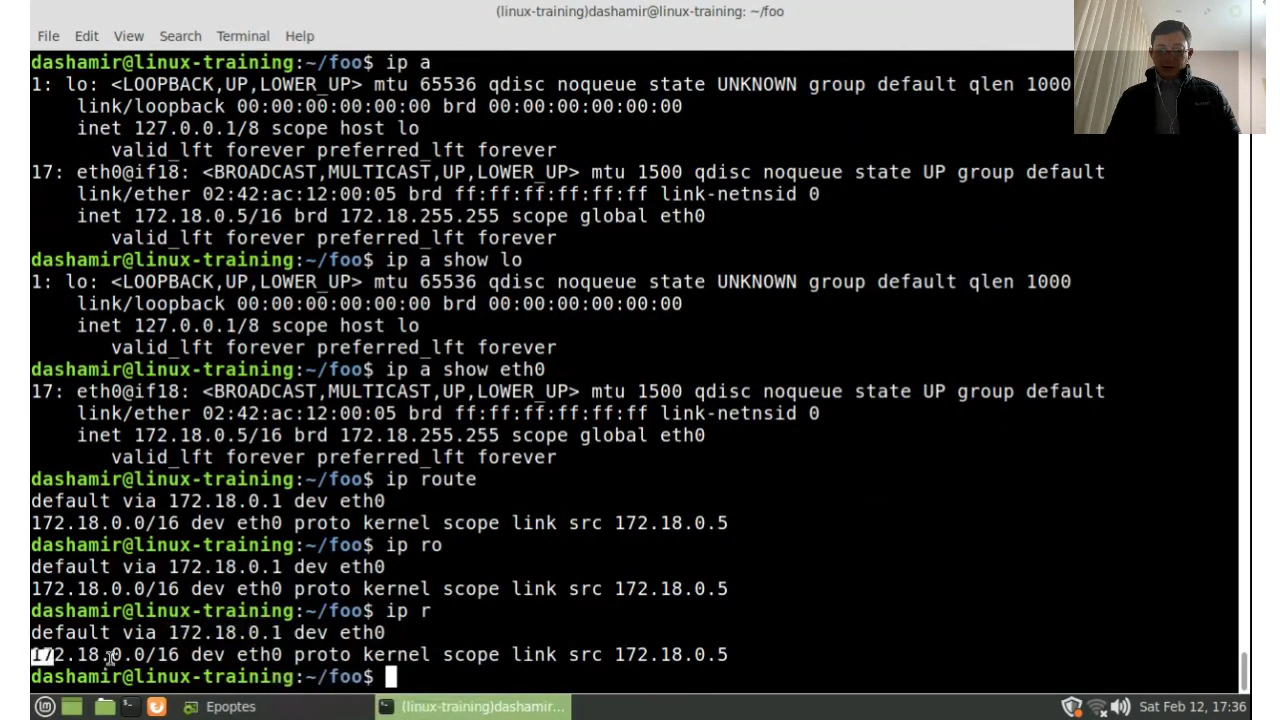 (linux-training)dashamir@linux-training: ~/foo
File Edit View Search Terminal Help
dashamir@linux-training:~/foo$ ip a
1: lo: <LOOPBACK,UP,LOWER_UP> mtu 65536 qdisc noqueue state UNKNOWN group default qlen 1000
    link/loopback 00:00:00:00:00:00 brd 00:00:00:00:00:00
    inet 127.0.0.1/8 scope host lo
       valid_lft forever preferred_lft forever
17: eth0@if18: <BROADCAST,MULTICAST,UP,LOWER_UP> mtu 1500 qdisc noqueue state UP group default
    link/ether 02:42:ac:12:00:05 brd ff:ff:ff:ff:ff:ff link-netnsid 0
    inet 172.18.0.5/16 brd 172.18.255.255 scope global eth0
       valid_lft forever preferred_lft forever
dashamir@linux-training:~/foo$ ip a show lo
1: lo: <LOOPBACK,UP,LOWER_UP> mtu 65536 qdisc noqueue state UNKNOWN group default qlen 1000
    link/loopback 00:00:00:00:00:00 brd 00:00:00:00:00:00
    inet 127.0.0.1/8 scope host lo
       valid_lft forever preferred_lft forever
dashamir@linux-training:~/foo$ ip a show eth0
17: eth0@if18: <BROADCAST,MULTICAST,UP,LOWER_UP> mtu 1500 qdisc noqueue state UP group default
    link/ether 02:42:ac:12:00:05 brd ff:ff:ff:ff:ff:ff link-netnsid 0
    inet 172.18.0.5/16 brd 172.18.255.255 scope global eth0
       valid_lft forever preferred_lft forever
dashamir@linux-training:~/foo$ ip route
default via 172.18.0.1 dev eth0
172.18.0.0/16 dev eth0 proto kernel scope link src 172.18.0.5
dashamir@linux-training:~/foo$ ip ro
default via 172.18.0.1 dev eth0
172.18.0.0/16 dev eth0 proto kernel scope link src 172.18.0.5
dashamir@linux-training:~/foo$ ip r
default via 172.18.0.1 dev eth0
172.18.0.0/16 dev eth0 proto kernel scope link src 172.18.0.5
dashamir@linux-training:~/foo$
Epoptes (linux-training)dashamir... Sat Feb 12, 17:36